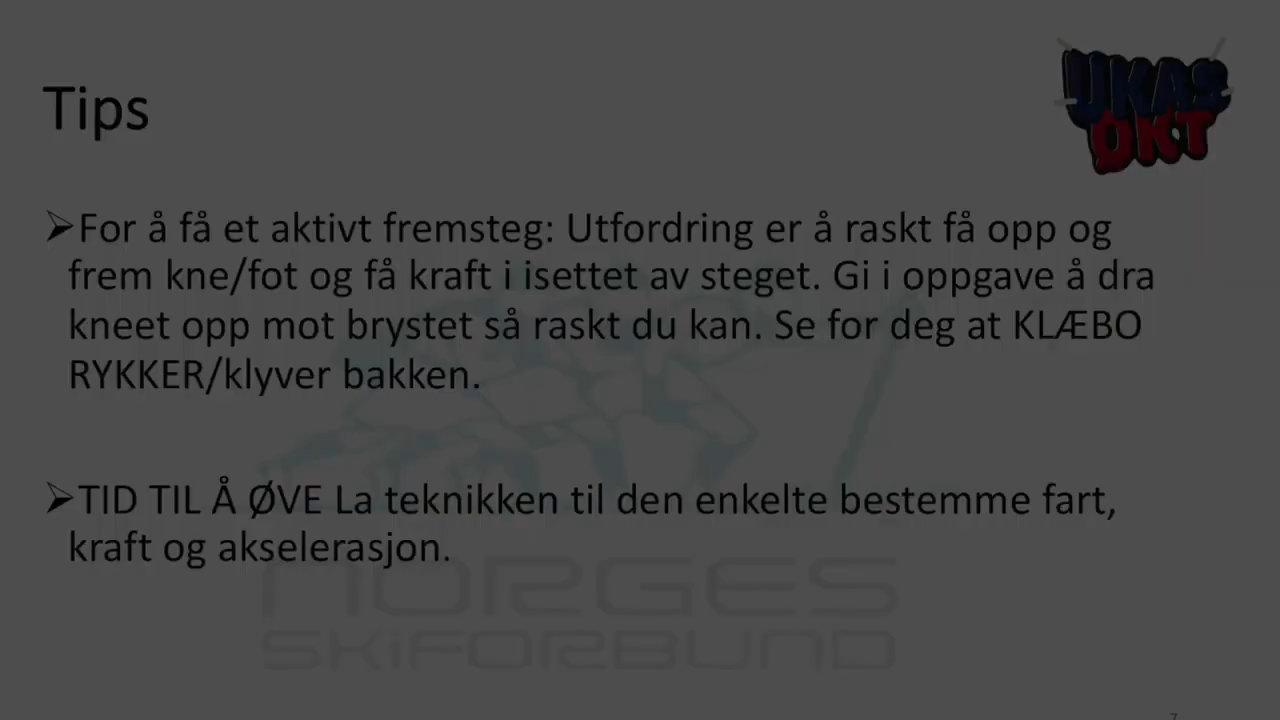 UKAS
ØKT
Tips
➢For å få et aktivt fremsteg: Utfordring er å raskt få opp og
frem kne/fot og få kraft i isettet av steget. Gi i oppgave å dra
kneet opp mot brystet så raskt du kan. Se for deg at KLÆBO
RYKKER/klyver bakken.
➢TID TIL Å ØVE La teknikken til den enkelte bestemme fart,
kraft og akselerasjon.
NORGES
SKIFORBUND
7